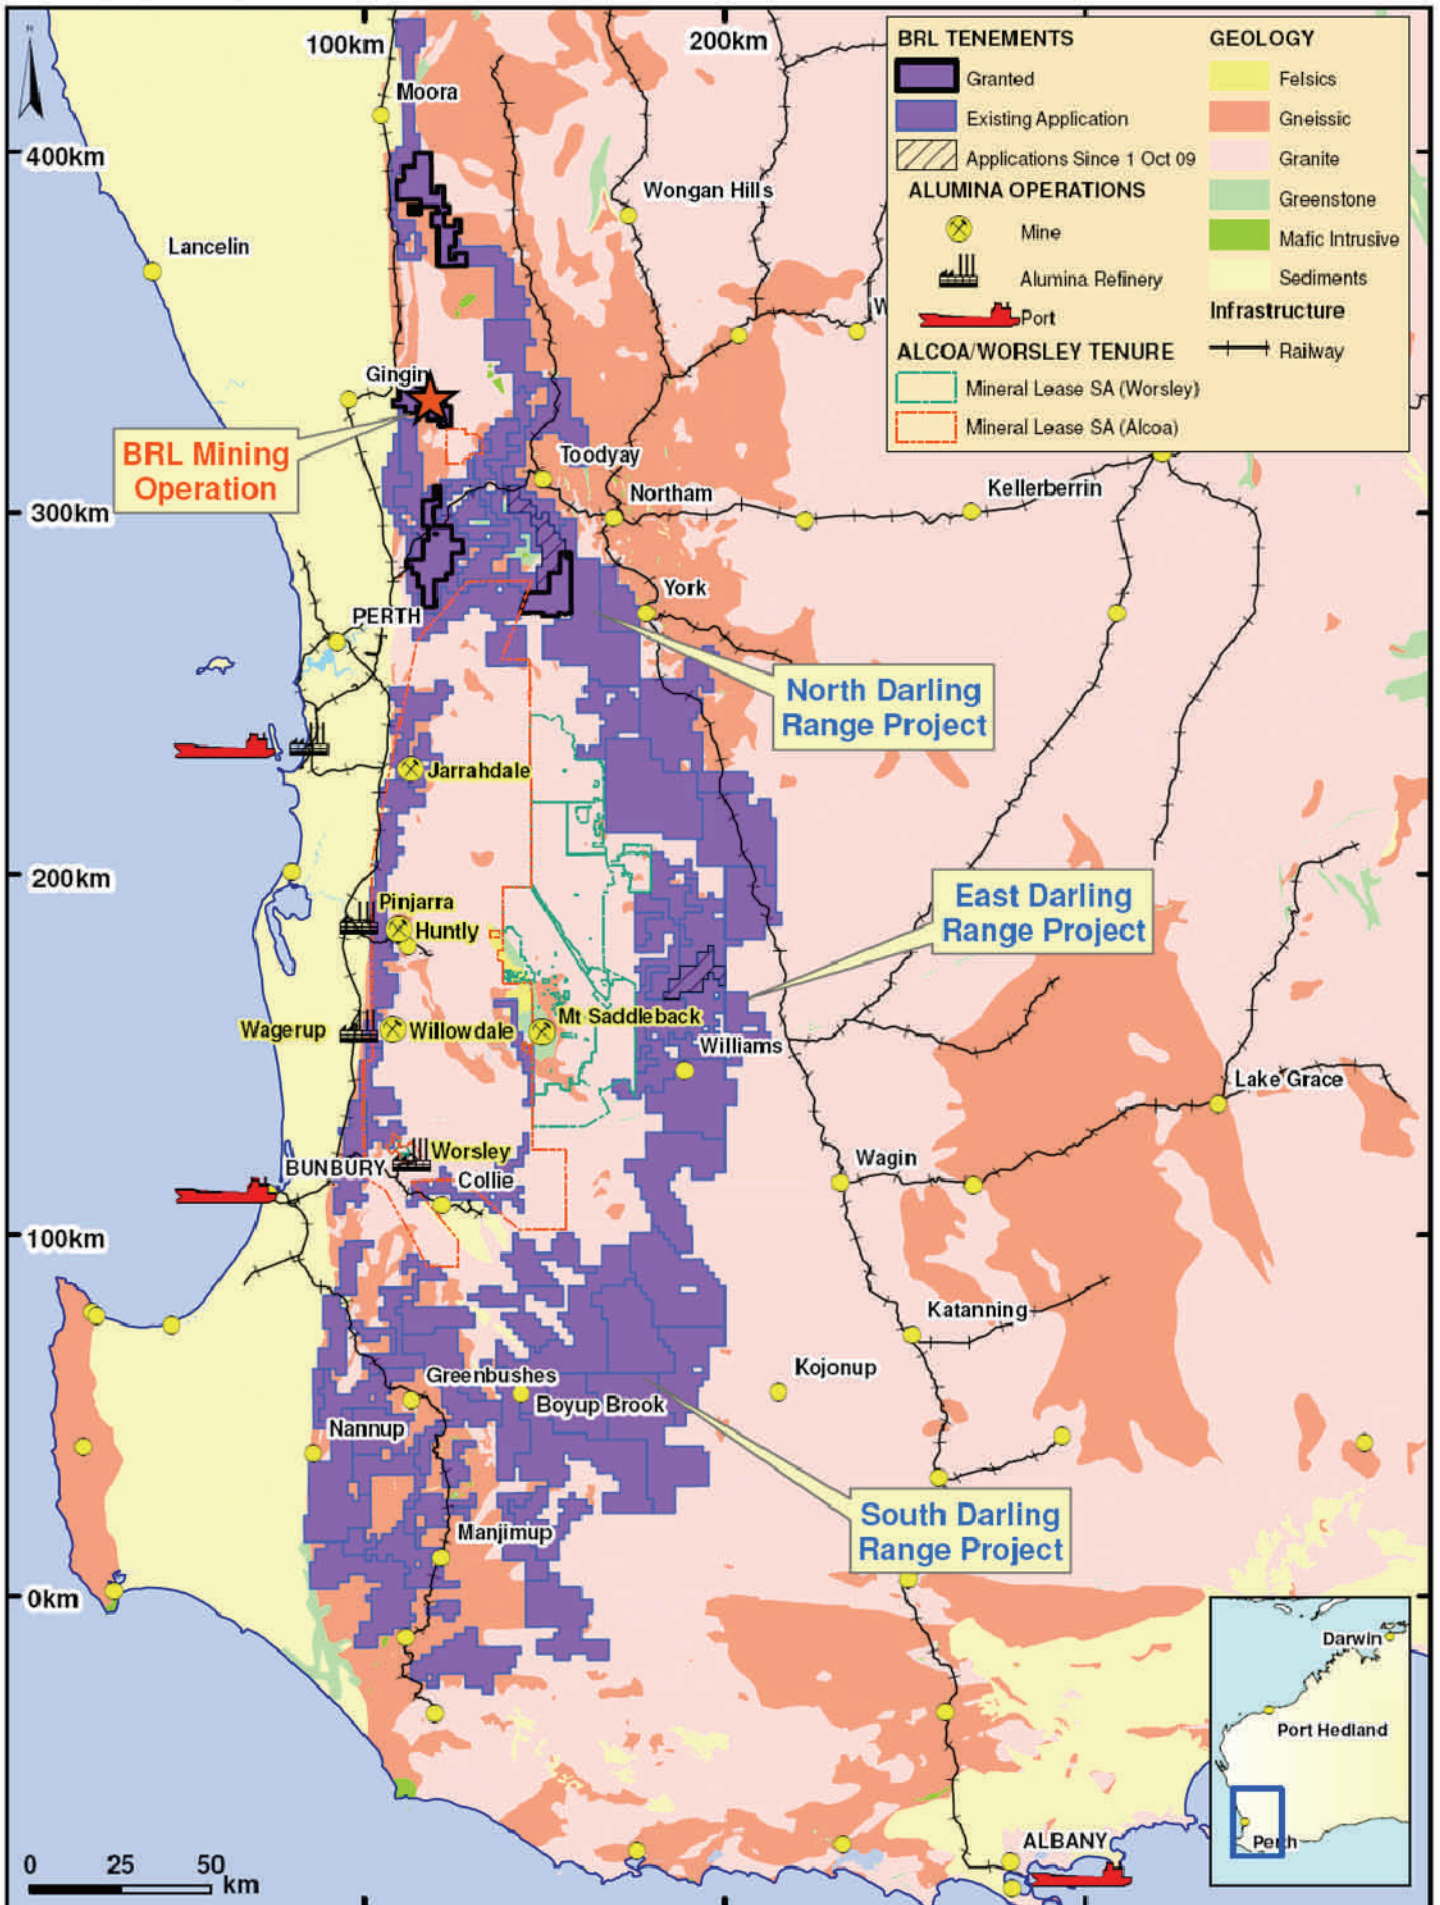 100km
200km
400km
300km
200km
100km
0km
BRL TENEMENTS
Granted
Existing Application
Applications Since 1 Oct 09
ALUMINA OPERATIONS
Mine
Alumina Refinery
Port
ALCOA/WORSLEY TENURE
Mineral Lease SA (Worsley)
Mineral Lease SA (Alcoa)
GEOLOGY
Felsics
Gneissic
Granite
Greenstone
Mafic Intrusive
Sediments
Infrastructure
Railway
Moora
Wongan Hills
Lancelin
W
Gingin
BRL Mining
Operation
Toodyay
Northam
Kellerberrin
York
PERTH
North Darling
Range Project
Jarrahdale
Pinjarra
Huntly
East Darling
Range Project
Wagerup
Willowdale
Mt Saddleback
Williams
Lake Grace
Worsley
BUNBURY
Collie
Wagin
Katanning
Kojonup
Greenbushes
Boyup Brook
Nannup
South Darling
Range Project
Manjimup
ALBANY
Darwin
Port Hedland
Perth
0 25 50
km